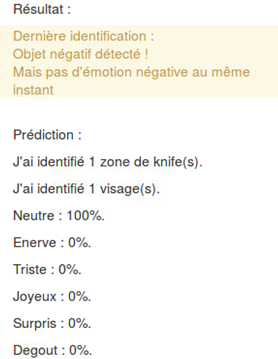 Résultat :
Dernière identification :
Objet négatif détecté !
Mais pas d'émotion négative au même
instant
Prédiction :
J'ai identifié 1 zone de knife(s).
J'ai identifié 1 visage(s).
Neutre : 100%.
Enerve : 0%.
Triste : 0%.
Joyeux : 0%.
Surpris : 0%.
Degout : 0%.